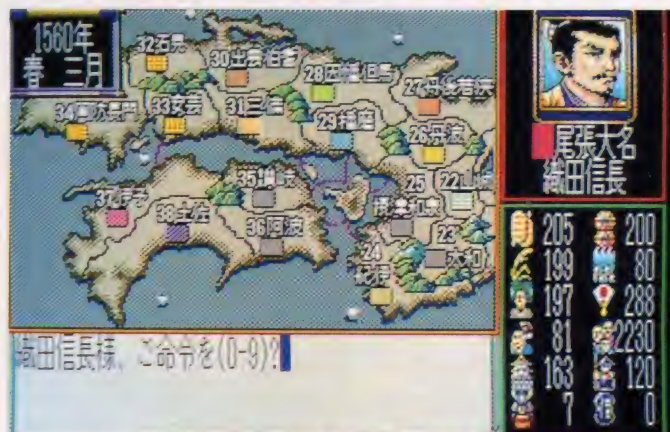 1560年
春 三月
32石見
30出雲伯耆
28因幡但馬
27丹後若狭
34周防長門
33安芸
31三備
29播磨
26丹波
37伊予
38土佐
35讃岐
36阿波
25
摂津和泉
22山城
23
大和
24
紀伊
尾張大名
織田信長
205 200
199 80
197 288
81 2230
163 120
7 0
織田信長様、ご命令を(0-9)?